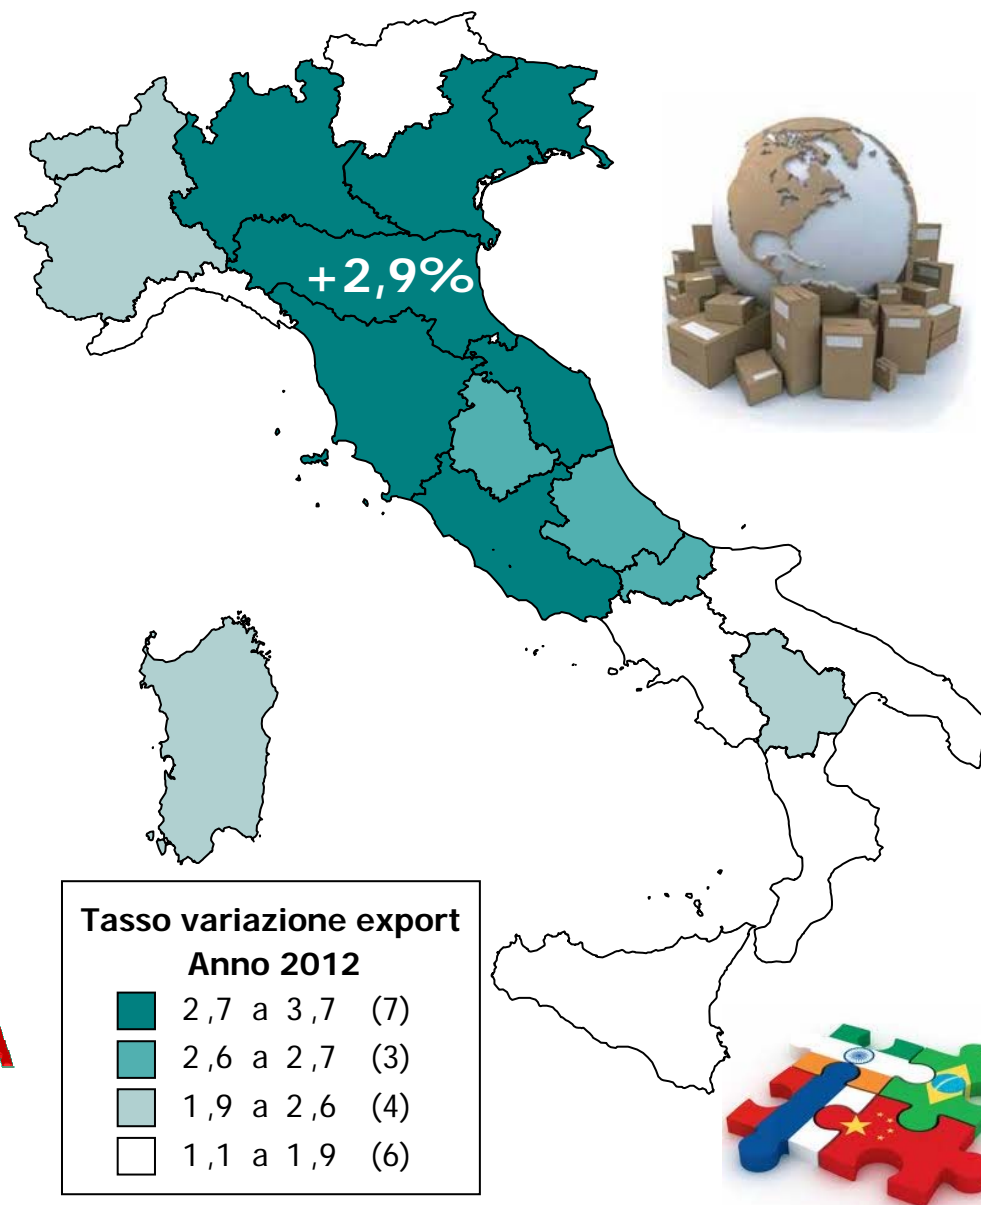 +2,9%
Tasso variazione export
Anno 2012
2,7 a 3,7 (7)
2,6 a 2,7 (3)
1,9 a 2,6 (4)
1,1 a 1,9 (6)
A